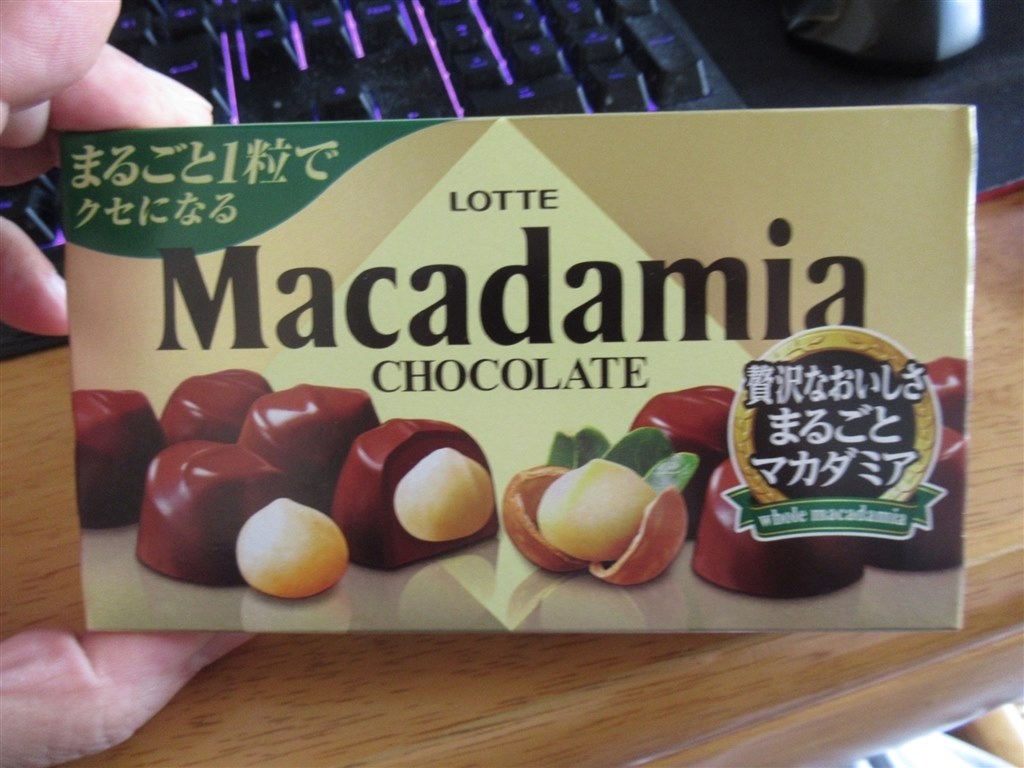 まるごと1粒で
クセになる
LOTTE
Macadamia
CHOCOLATE
贅沢なおいしさ
まるごと
マカダミア
whole macadamia